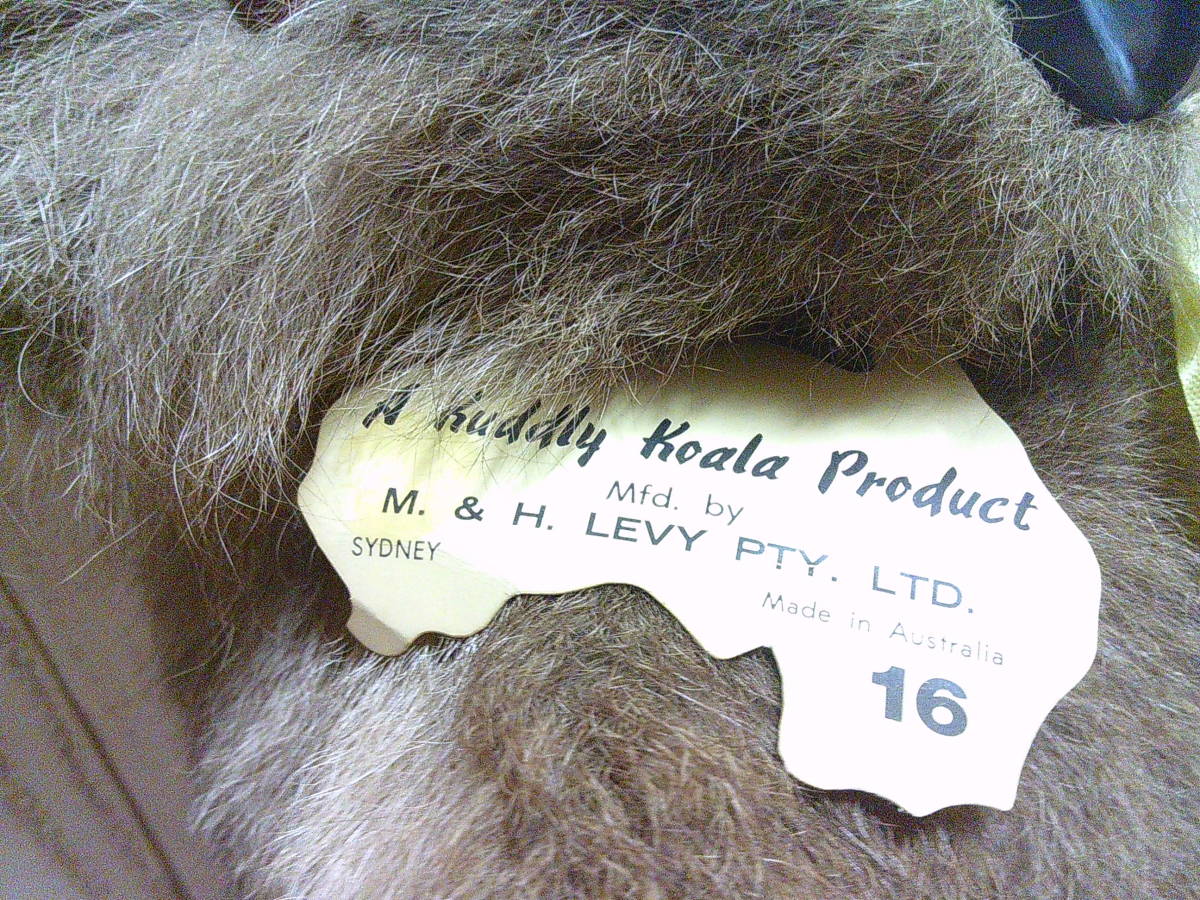 A Kuddly Koala Product
Mfd. by
M. & H. LEVY PTY. LTD.
SYDNEY
Made in Australia
16